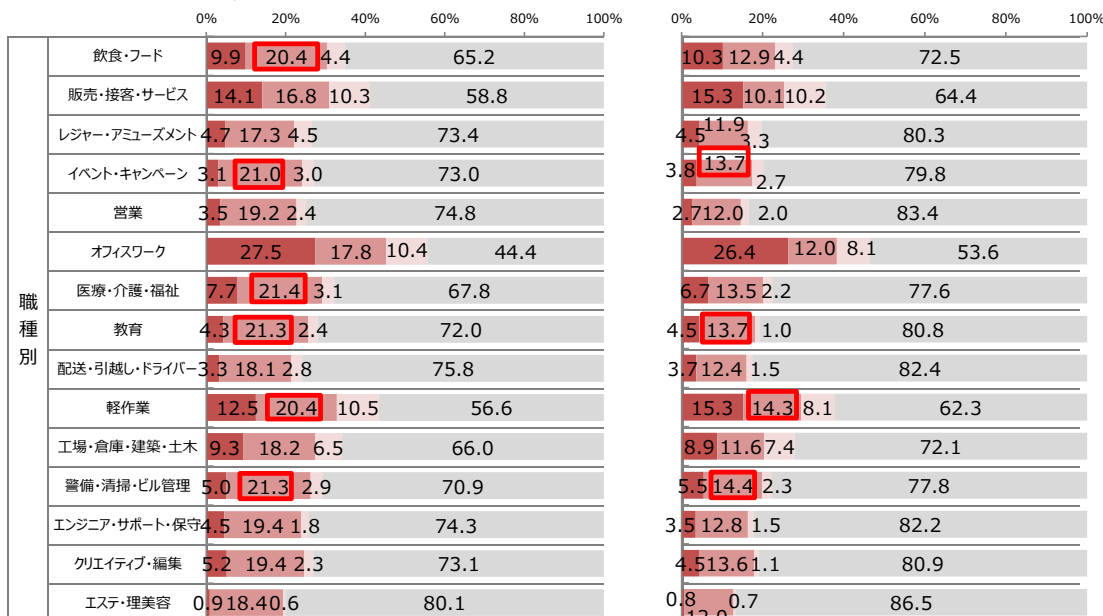 0% 20% 40% 60% 80% 100% 0% 20% 40% 60% 80% 100%
職種別
飲食・フード 9.9 20.4 4.4 65.2 10.3 12.9 4.4 72.5
販売・接客・サービス 14.1 16.8 10.3 58.8 15.3 10.1 10.2 64.4
レジャー・アミューズメント 4.7 17.3 4.5 73.4 4.5 11.9 3.3 80.3
イベント・キャンペーン 3.1 21.0 3.0 73.0 3.8 13.7 2.7 79.8
営業 3.5 19.2 2.4 74.8 2.7 12.0 2.0 83.4
オフィスワーク 27.5 17.8 10.4 44.4 26.4 12.0 8.1 53.6
医療・介護・福祉 7.7 21.4 3.1 67.8 6.7 13.5 2.2 77.6
教育 4.3 21.3 2.4 72.0 4.5 13.7 1.0 80.8
配送・引越し・ドライバー 3.3 18.1 2.8 75.8 3.7 12.4 1.5 82.4
軽作業 12.5 20.4 10.5 56.6 15.3 14.3 8.1 62.3
工場・倉庫・建築・土木 9.3 18.2 6.5 66.0 8.9 11.6 7.4 72.1
警備・清掃・ビル管理 5.0 21.3 2.9 70.9 5.5 14.4 2.3 77.8
エンジニア・サポート・保守 4.5 19.4 1.8 74.3 3.5 12.8 1.5 82.2
クリエイティブ・編集 5.2 19.4 2.3 73.1 4.5 13.6 1.1 80.9
エステ・理美容 0.9 18.4 0.6 80.1 0.8 0.7 86.5